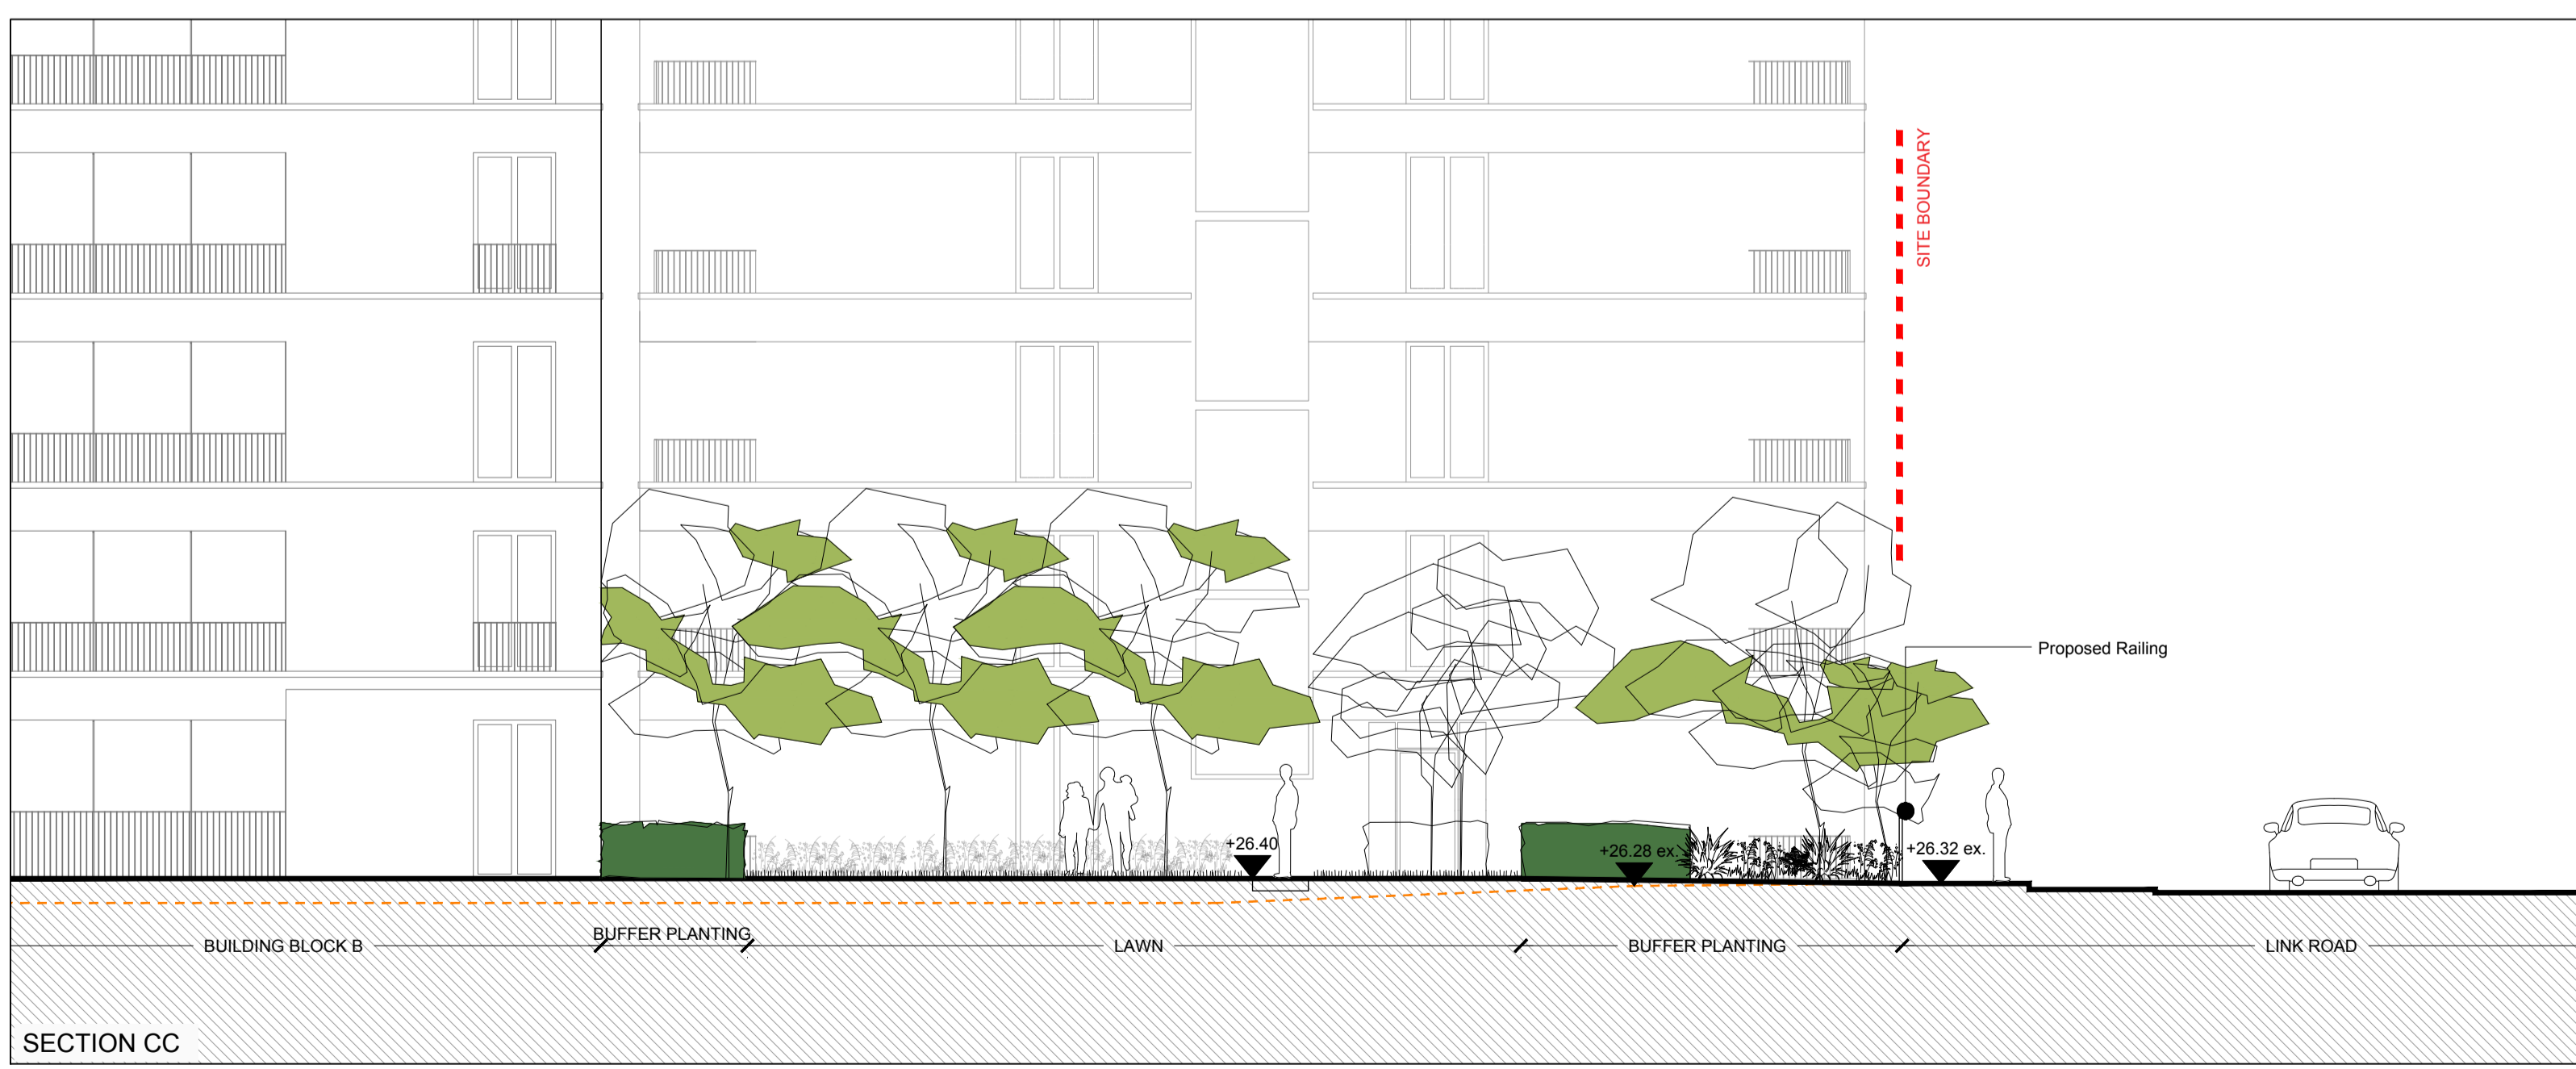 SITE BOUNDARY
Proposed Railing
+26.40
+26.28 ex.
+26.32 ex.
BUILDING BLOCK B
BUFFER PLANTING
LAWN
BUFFER PLANTING
LINK ROAD
SECTION CC